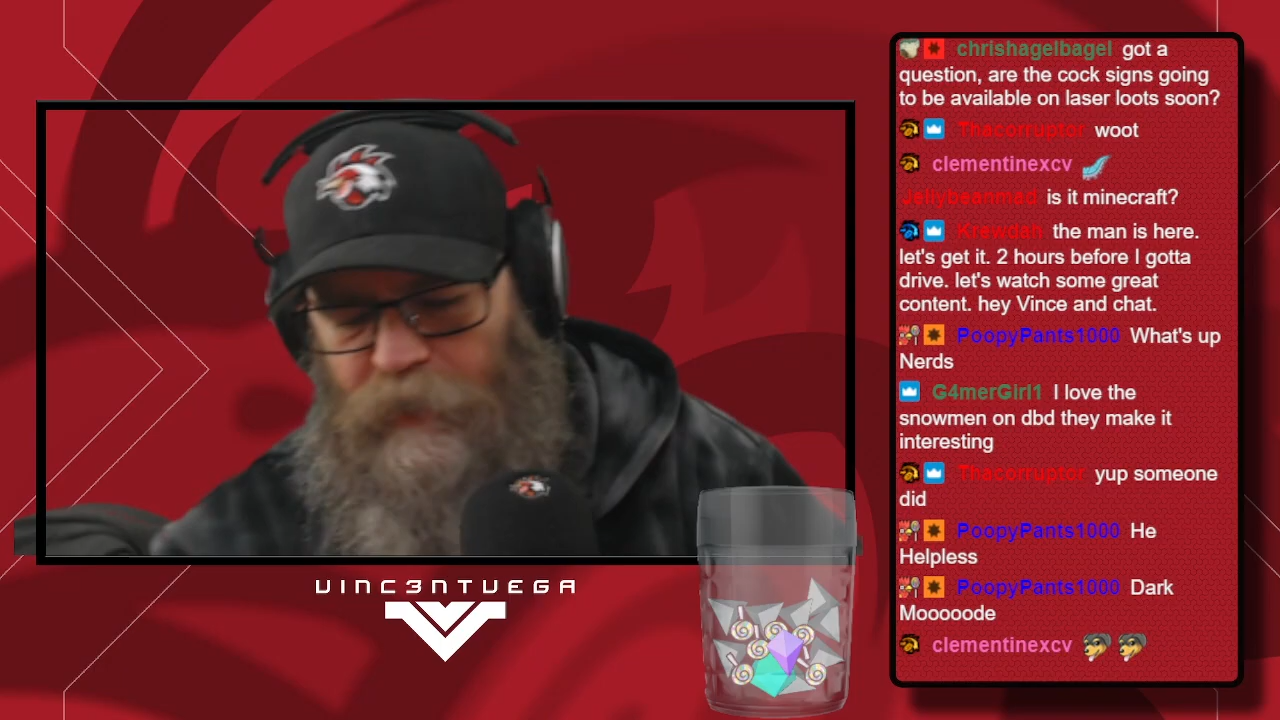 chrishagelbagel got a
question, are the cock signs going
to be available on laser loots soon?
Thacorruptor woot
clementinexcv
Jellybeanmad is it minecraft?
Krewdan the man is here.
let's get it. 2 hours before I gotta
drive. let's watch some great
content. hey Vince and chat.
PoopyPants1000 What's up
Nerds
G4merGirl1 I love the
snowmen on dbd they make it
interesting
Thacorruptor yup someone
did
PoopyPants1000 He
Helpless
PoopyPants1000 Dark
Mooooode
clementinexcv
VINC3NTVEGA